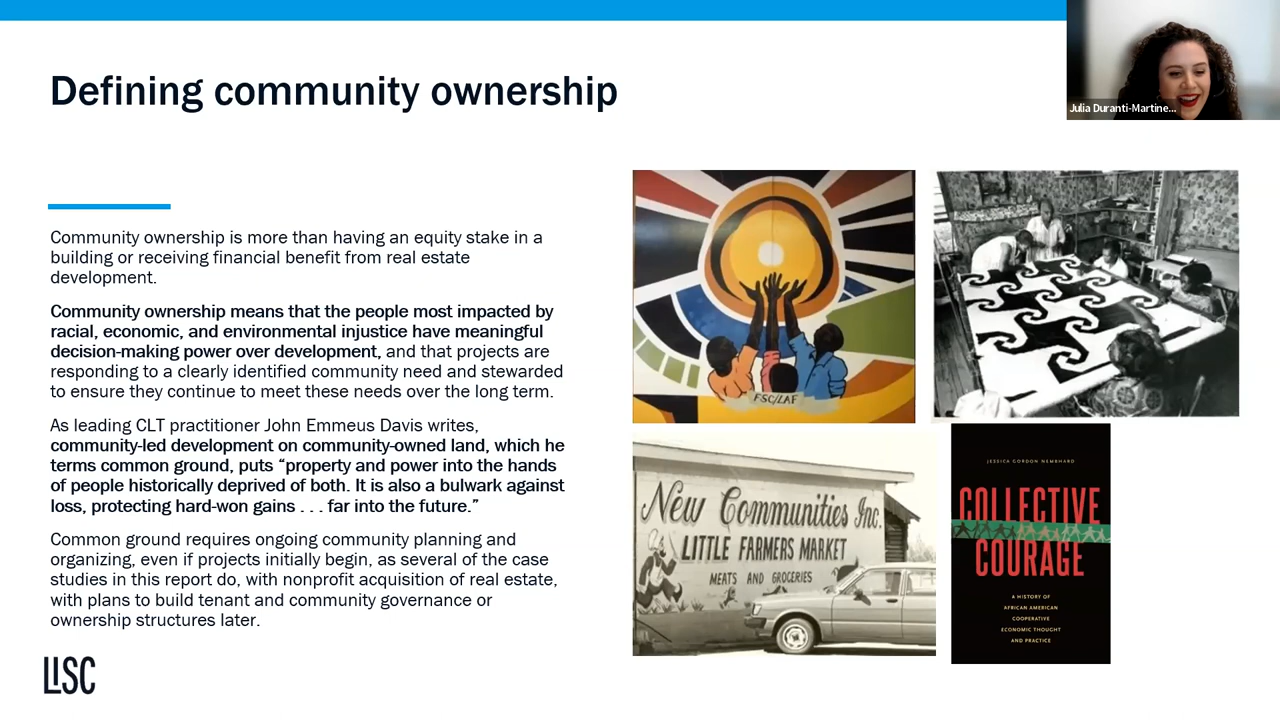 Defining community ownership
Julia Duranti-Martine...
Community ownership is more than having an equity stake in a
building or receiving financial benefit from real estate
development.
Community ownership means that the people most impacted by
racial, economic, and environmental injustice have meaningful
decision-making power over development, and that projects are
responding to a clearly identified community need and stewarded
to ensure they continue to meet these needs over the long term.
As leading CLT practitioner John Emmeus Davis writes,
community-led development on community-owned land, which he
terms common ground, puts “property and power into the hands
of people historically deprived of both. It is also a bulwark against
loss, protecting hard-won gains . . . far into the future.”
Common ground requires ongoing community planning and
organizing, even if projects initially begin, as several of the case
studies in this report do, with nonprofit acquisition of real estate,
with plans to build tenant and community governance or
ownership structures later.
LISC
FSC/LAF
New Communities Inc.
LITTLE FARMERS MARKET
MEATS AND GROCERIES
JESSICA GORDON NEMBHARD
COLLECTIVE
COURAGE
A HISTORY OF
AFRICAN AMERICAN
COOPERATIVE
ECONOMIC THOUGHT
AND PRACTICE